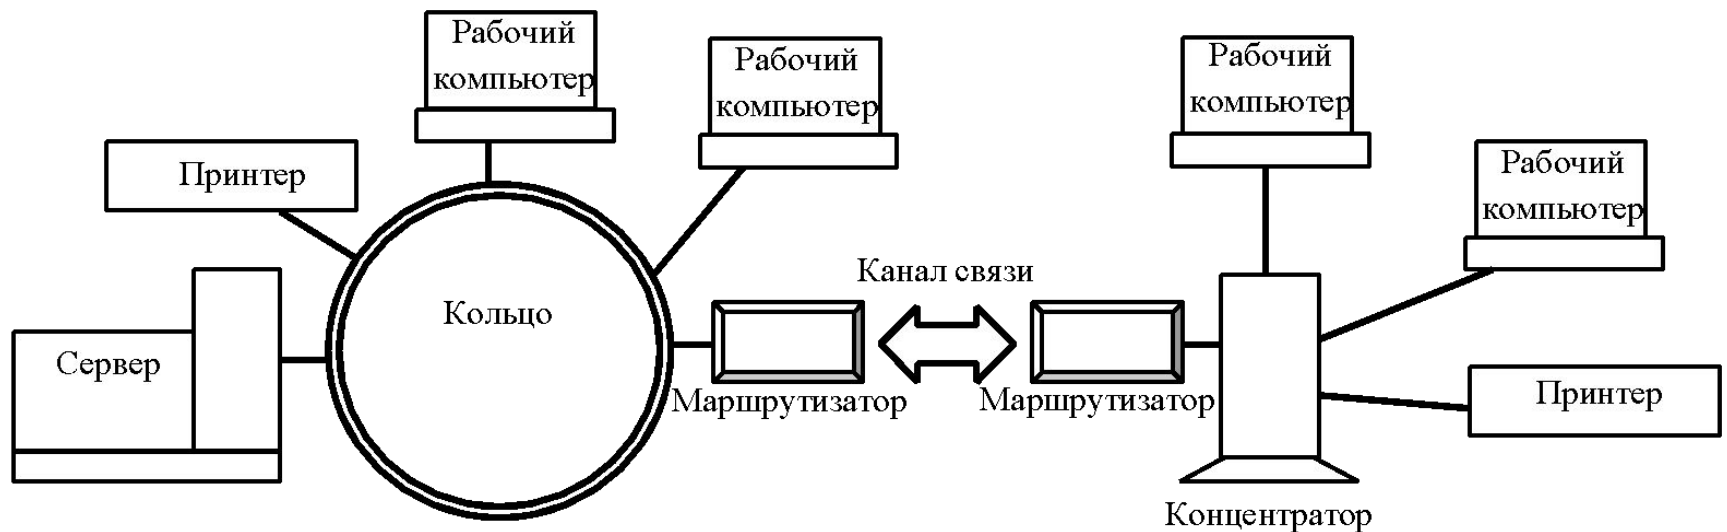 Рабочий
компьютер
Рабочий
компьютер
Принтер
Кольцо
Сервер
Маршрутизатор
Канал связи
Маршрутизатор
Рабочий
компьютер
Рабочий
компьютер
Принтер
Концентратор